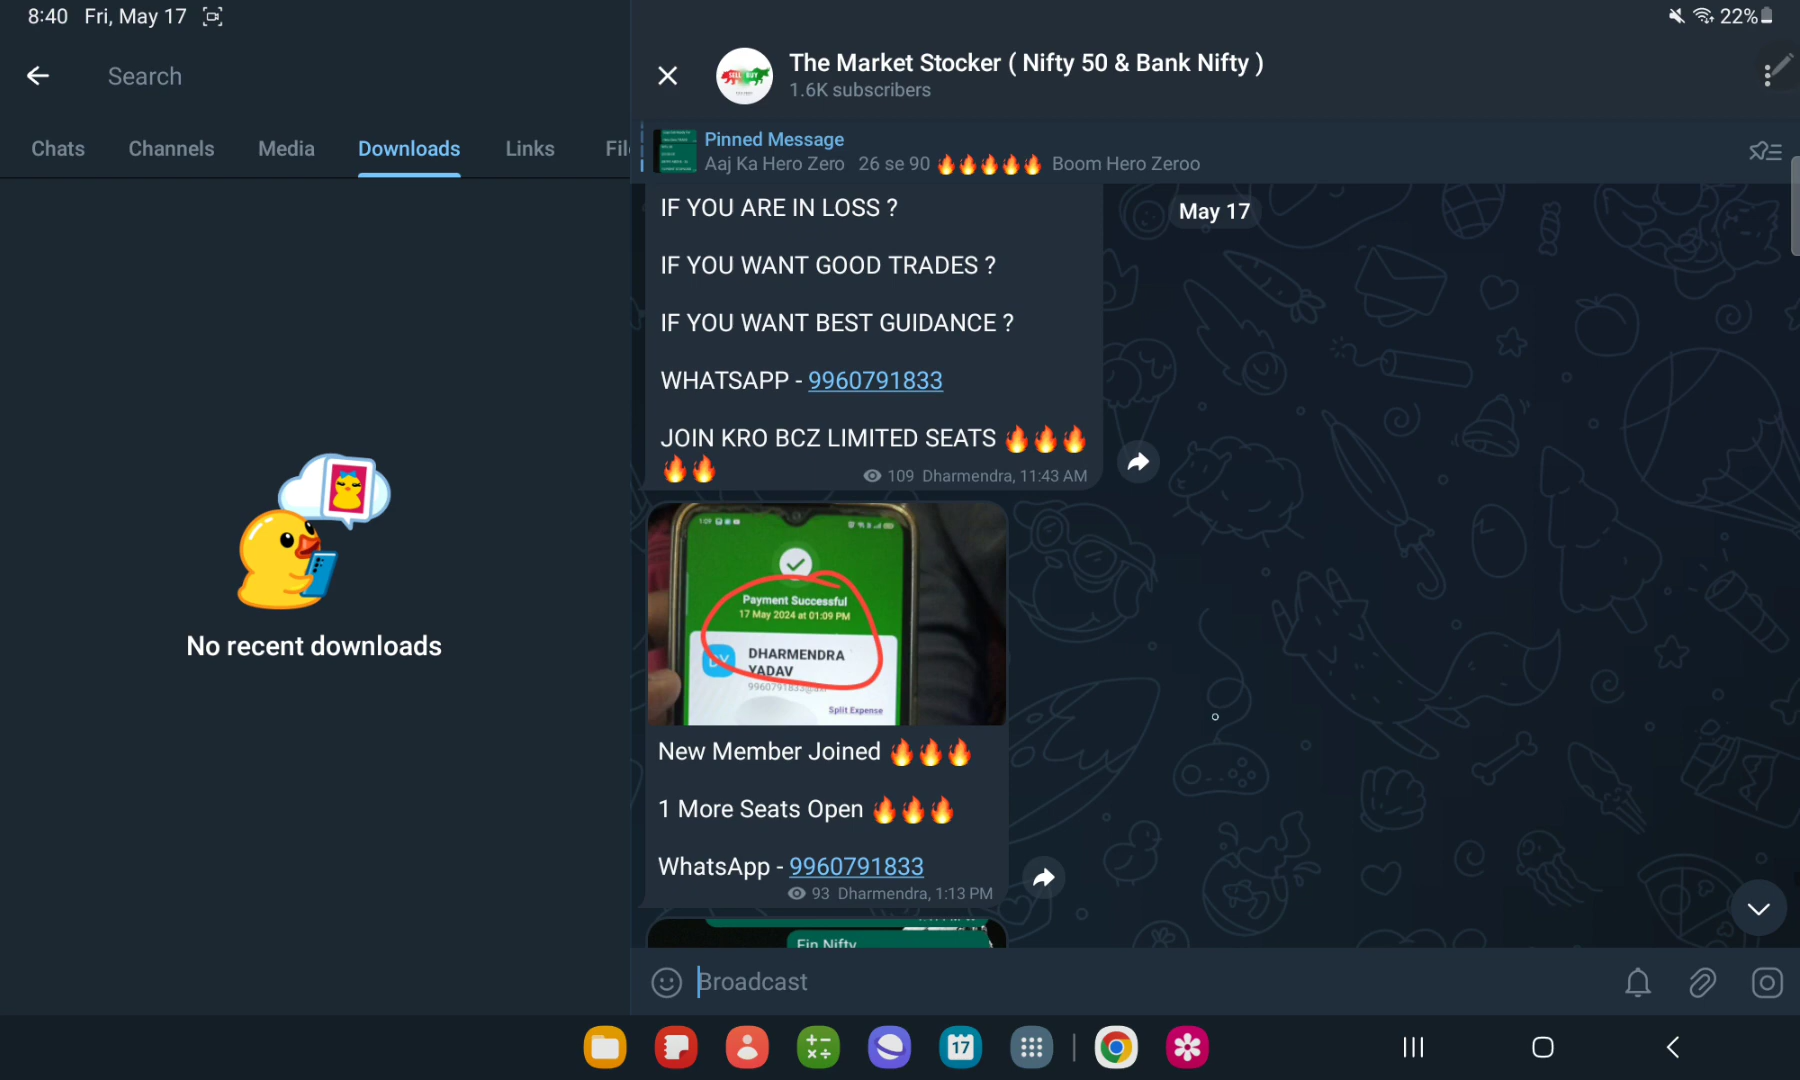 8:40 Fri, May 17
22%
Search
Chats Channels Media Downloads Links
No recent downloads
The Market Stocker ( Nifty 50 & Bank Nifty )
1.6K subscribers
Pinned Message
Aaj Ka Hero Zero 26 se 90 🔥🔥🔥🔥🔥 Boom Hero Zeroo
May 17
IF YOU ARE IN LOSS ?
IF YOU WANT GOOD TRADES ?
IF YOU WANT BEST GUIDANCE ?
WHATSAPP - 9960791833
JOIN KRO BCZ LIMITED SEATS 🔥🔥🔥
🔥🔥
109 Dharmendra, 11:43 AM
SELL BUY
1:09
Payment Successful
17 May 2024 at 01:09 PM
DHARMENDRA
YADAV
Split Expense
New Member Joined 🔥🔥🔥
1 More Seats Open 🔥🔥🔥
WhatsApp - 9960791833
93 Dharmendra, 1:13 PM
Fin Nifty
Broadcast
17